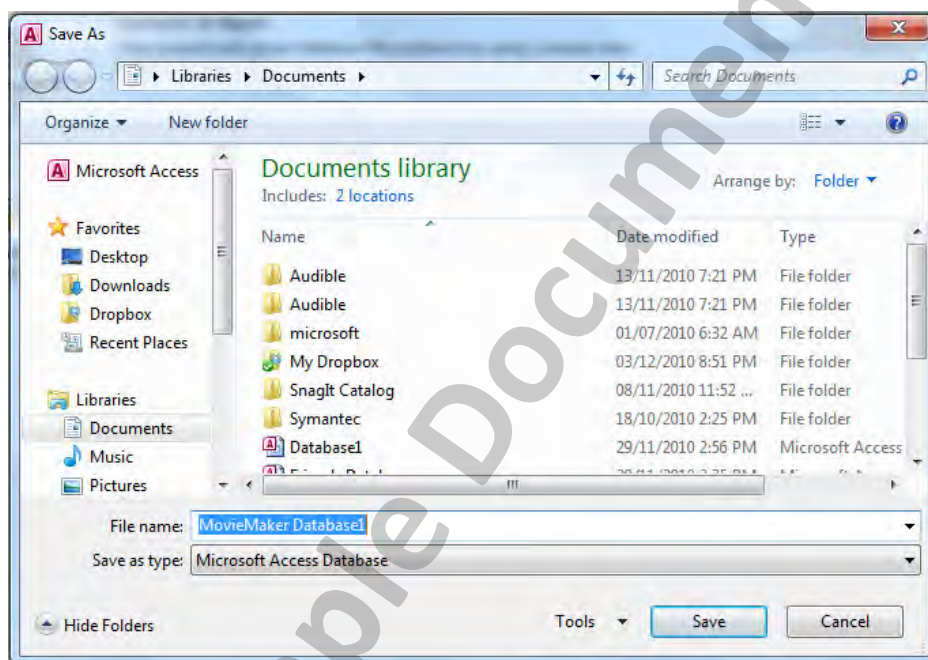 Save As
Libraries Documents Search Documents
Organize New folder
Microsoft Access
Favorites
Desktop
Downloads
Dropbox
Recent Places
Libraries
Documents
Music
Pictures
Documents library
Includes: 2 locations
Arrange by: Folder
Name Date modified Type
Audible 13/11/2010 7:21 PM File folder
Audible 13/11/2010 7:21 PM File folder
microsoft 01/07/2010 6:32 AM File folder
My Dropbox 03/12/2010 8:51 PM File folder
SnagIt Catalog 08/11/2010 11:52 ... File folder
Symantec 18/10/2010 2:25 PM File folder
Database1 29/11/2010 2:56 PM Microsoft Access
File name: MovieMaker Database1
Save as type: Microsoft Access Database
Hide Folders Tools Save Cancel
ple Documen